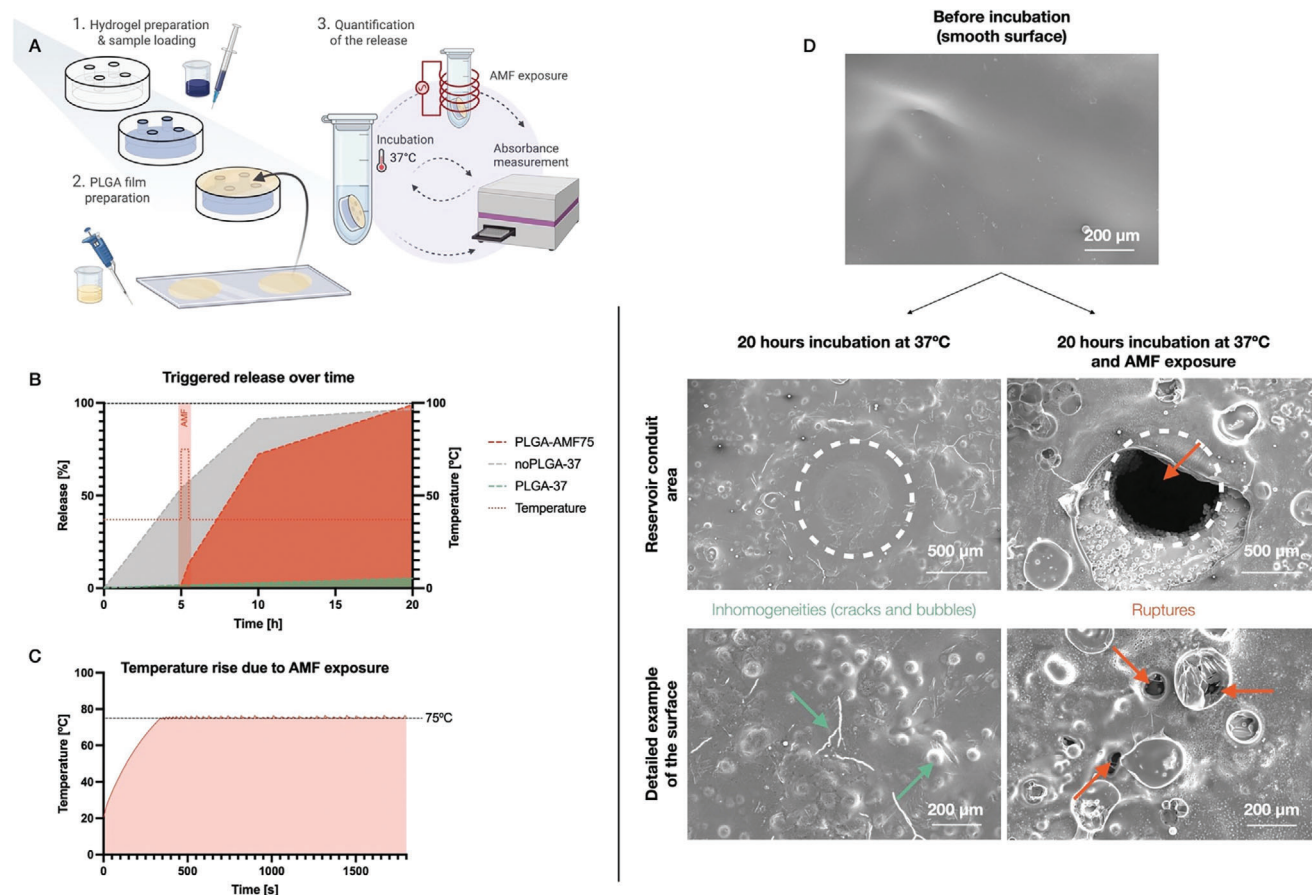 A
1. Hydrogel preparation
& sample loading
2. PLGA film
preparation
3. Quantification
of the release
AMF exposure
Incubation
37°C
Absorbance
measurement
B
Triggered release over time
AMF
100
50
0
Release [%]
100
50
0
Temperature [ºC]
0
5
10
15
20
Time [h]
PLGA-AMF75
noPLGA-37
PLGA-37
Temperature
C
Temperature rise due to AMF exposure
100
80
60
40
20
0
Temperature [ºC]
75ºC
0
500
1000
1500
Time [s]
D
Before incubation
(smooth surface)
200 µm
20 hours incubation at 37ºC
20 hours incubation at 37ºC
and AMF exposure
Reservoir conduit
area
500 µm
500 µm
Inhomogeneities (cracks and bubbles)
Ruptures
Detailed example
of the surface
200 µm
200 µm